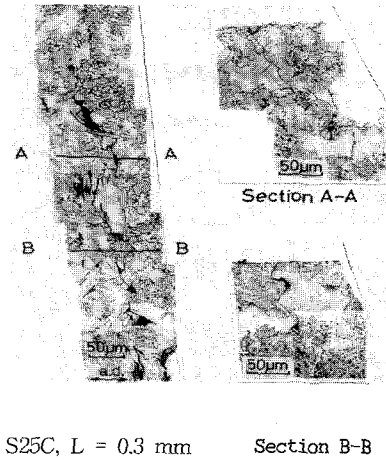 A A
50µm
Section A-A
B B
50µm
a.d.
50µm
S25C, L = 0.3 mm
Section B-B